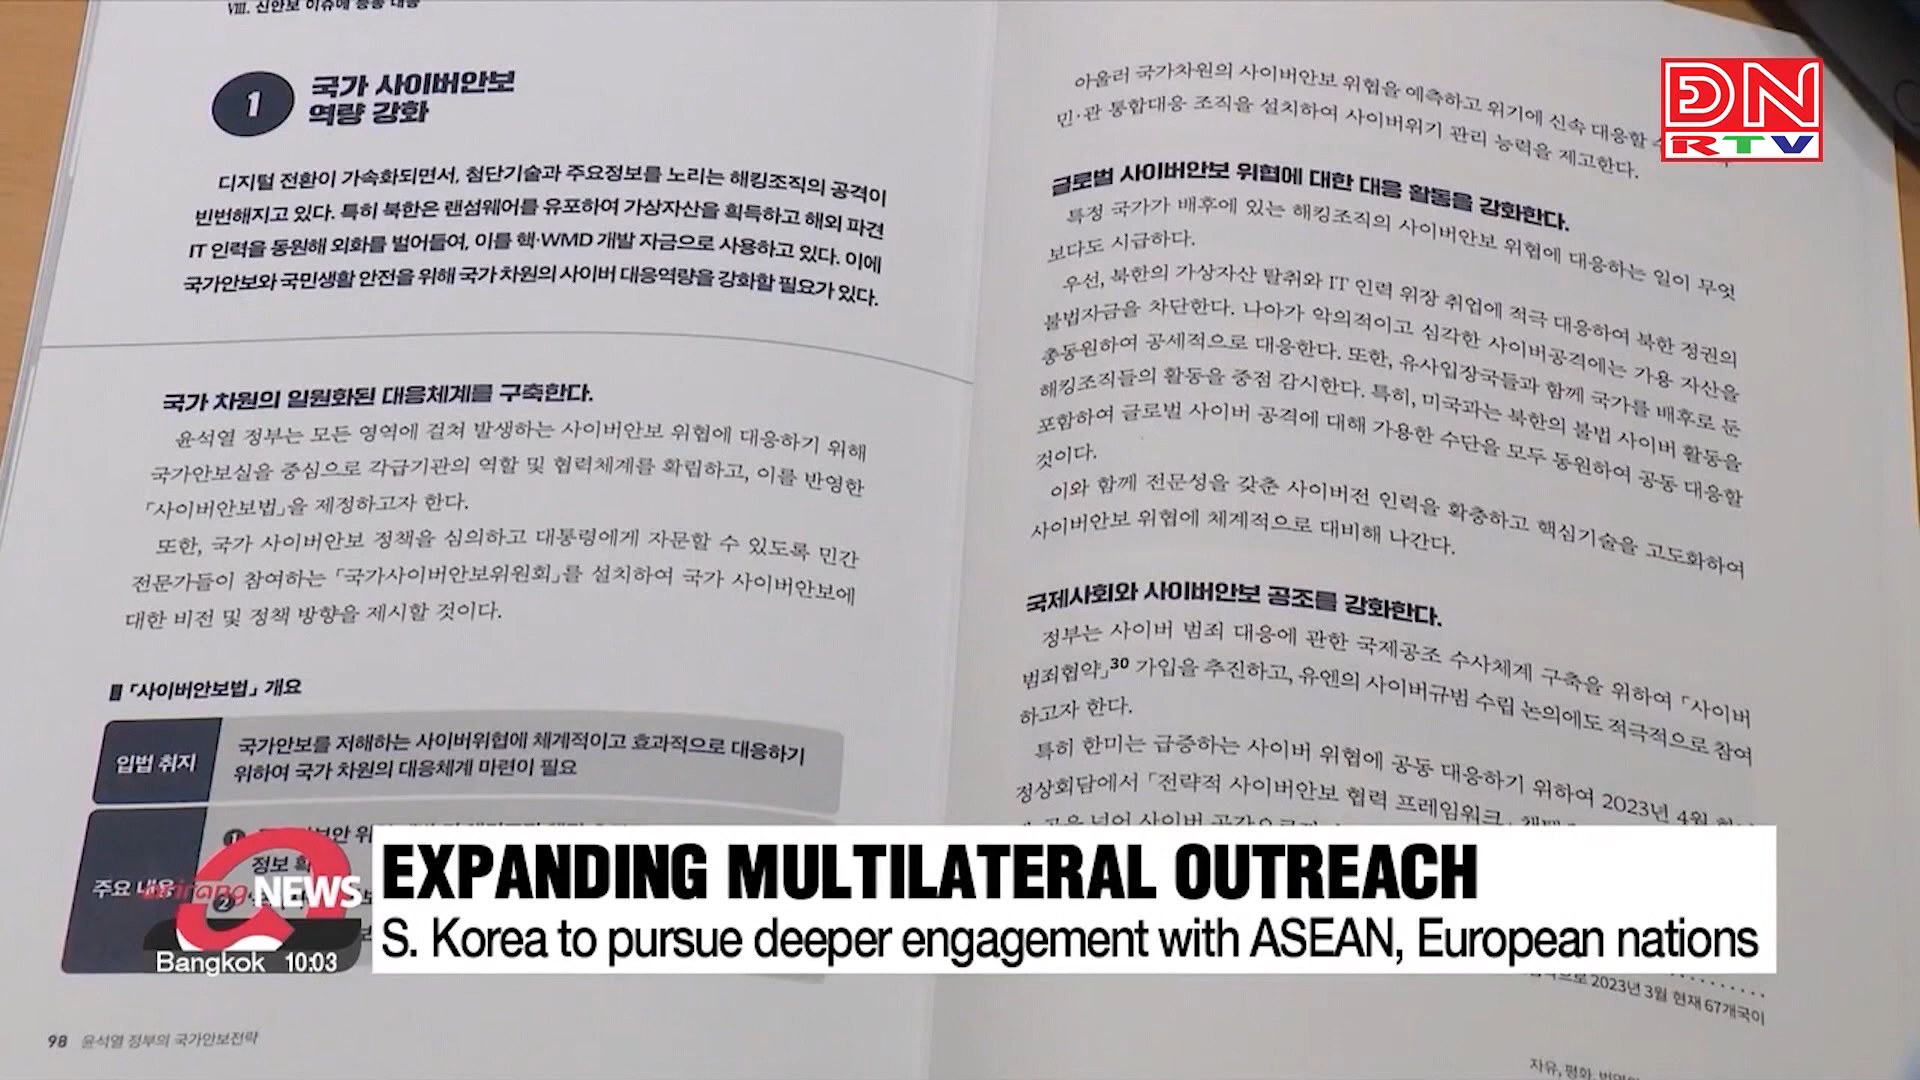 Ⅷ. 신안보 이슈에 능동 대응
1
국가 사이버안보
역량 강화
디지털 전환이 가속화되면서, 첨단기술과 주요정보를 노리는 해킹조직의 공격이
빈번해지고 있다. 특히 북한은 랜섬웨어를 유포하여 가상자산을 획득하고 해외 파견
IT 인력을 동원해 외화를 벌어들여, 이를 핵·WMD 개발 자금으로 사용하고 있다. 이에
국가안보와 국민생활 안전을 위해 국가 차원의 사이버 대응역량을 강화할 필요가 있다.
국가 차원의 일원화된 대응체계를 구축한다.
윤석열 정부는 모든 영역에 걸쳐 발생하는 사이버안보 위협에 대응하기 위해
국가안보실을 중심으로 각급기관의 역할 및 협력체계를 확립하고, 이를 반영한
「사이버안보법」을 제정하고자 한다.
또한, 국가 사이버안보 정책을 심의하고 대통령에게 자문할 수 있도록 민간
전문가들이 참여하는 「국가사이버안보위원회」를 설치하여 국가 사이버안보에
대한 비전 및 정책 방향을 제시할 것이다.
「사이버안보법」 개요
입법 취지
국가안보를 저해하는 사이버위협에 체계적이고 효과적으로 대응하기
위하여 국가 차원의 대응체계 마련이 필요
주요 내용
정보
98 윤석열 정부의 국가안보전략
아울러 국가차원의 사이버안보 위협을 예측하고 위기에 신속 대응할
민·관 통합대응 조직을 설치하여 사이버위기 관리 능력을 제고한다.
글로벌 사이버안보 위협에 대한 대응 활동을 강화한다.
특정 국가가 배후에 있는 해킹조직의 사이버안보 위협에 대응하는 일이 무엇
보다도 시급하다.
우선, 북한의 가상자산 탈취와 IT 인력 위장 취업에 적극 대응하여 북한 정권의
불법자금을 차단한다. 나아가 악의적이고 심각한 사이버공격에는 가용 자산을
총동원하여 공세적으로 대응한다. 또한, 유사입장국들과 함께 국가를 배후로 둔
해킹조직들의 활동을 중점 감시한다. 특히, 미국과는 북한의 불법 사이버 활동을
포함하여 글로벌 사이버 공격에 대해 가용한 수단을 모두 동원하여 공동 대응할
것이다.
이와 함께 전문성을 갖춘 사이버전 인력을 확충하고 핵심기술을 고도화하여
사이버안보 위협에 체계적으로 대비해 나간다.
국제사회와 사이버안보 공조를 강화한다.
정부는 사이버 범죄 대응에 관한 국제공조 수사체계 구축을 위하여 「사이버
범죄협약」30 가입을 추진하고, 유엔의 사이버규범 수립 논의에도 적극적으로 참여
하고자 한다.
특히 한미는 급증하는 사이버 위협에 공동 대응하기 위하여 2023년 4월
정상회담에서 「전략적 사이버안보 협력 프레임워크」
2023년 3월 현재 67개국이
자유, 평화,
DN
RTV
arirang NEWS
Bangkok 10:03
EXPANDING MULTILATERAL OUTREACH
S. Korea to pursue deeper engagement with ASEAN, European nations